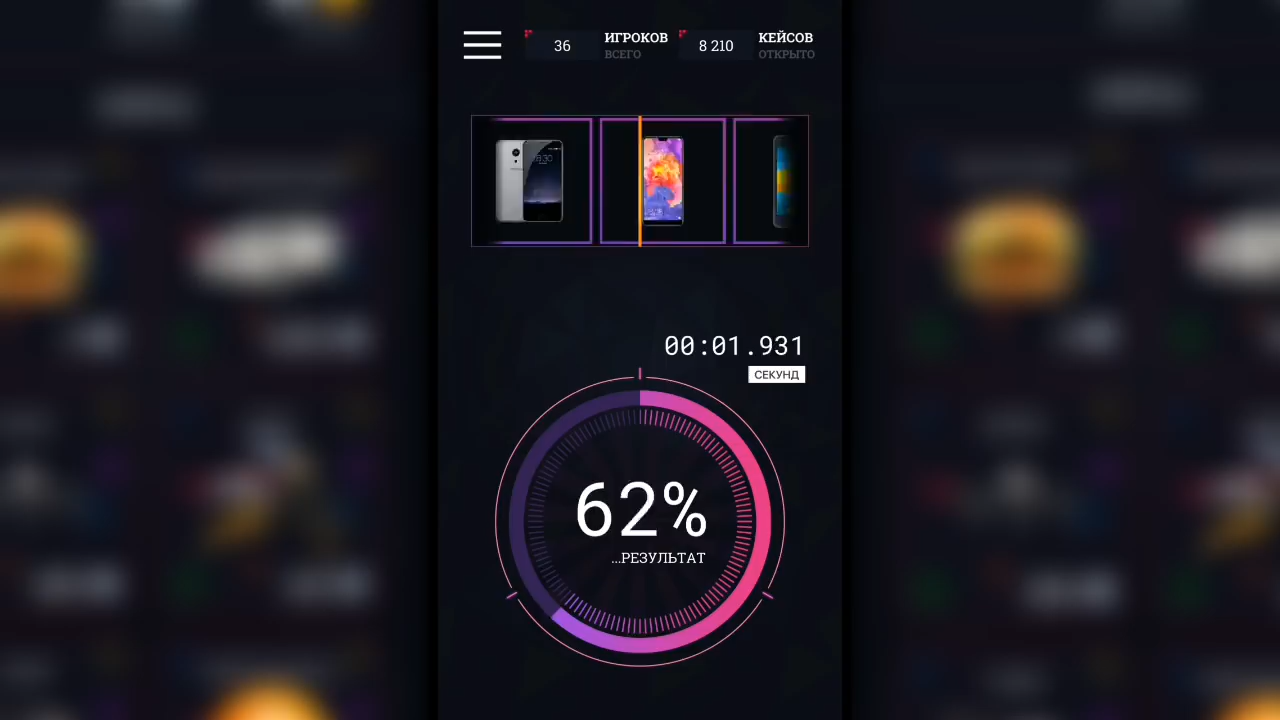 36
ИГРОКОВ
ВСЕГО
8 210
КЕЙСОВ
ОТКРЫТО
00:01.931
СЕКУНД
62%
...РЕЗУЛЬТАТ